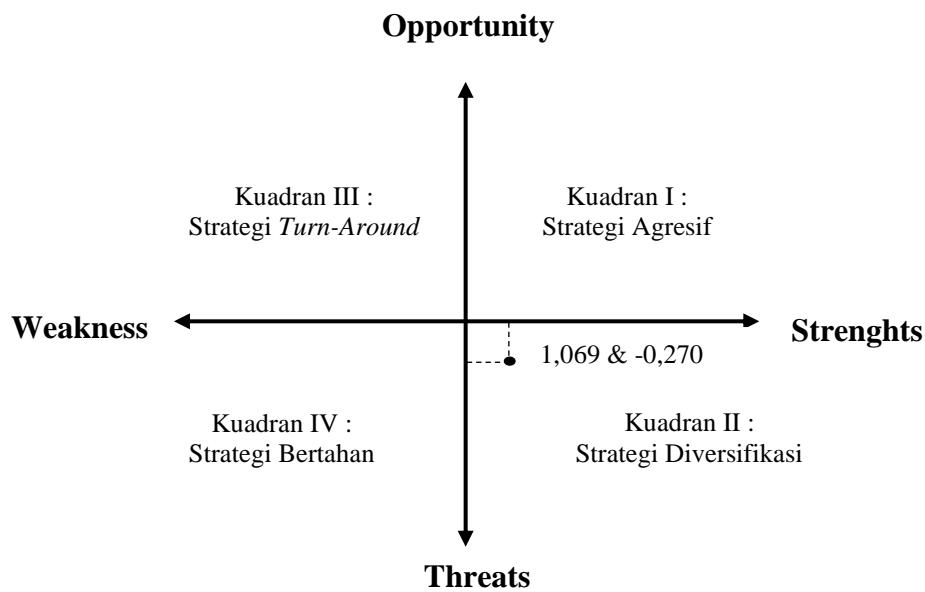 Opportunity
Kuadran III :
Strategi Turn-Around
Kuadran I :
Strategi Agresif
Weakness
Strenghts
1,069 & -0,270
Kuadran IV :
Strategi Bertahan
Kuadran II :
Strategi Diversifikasi
Threats